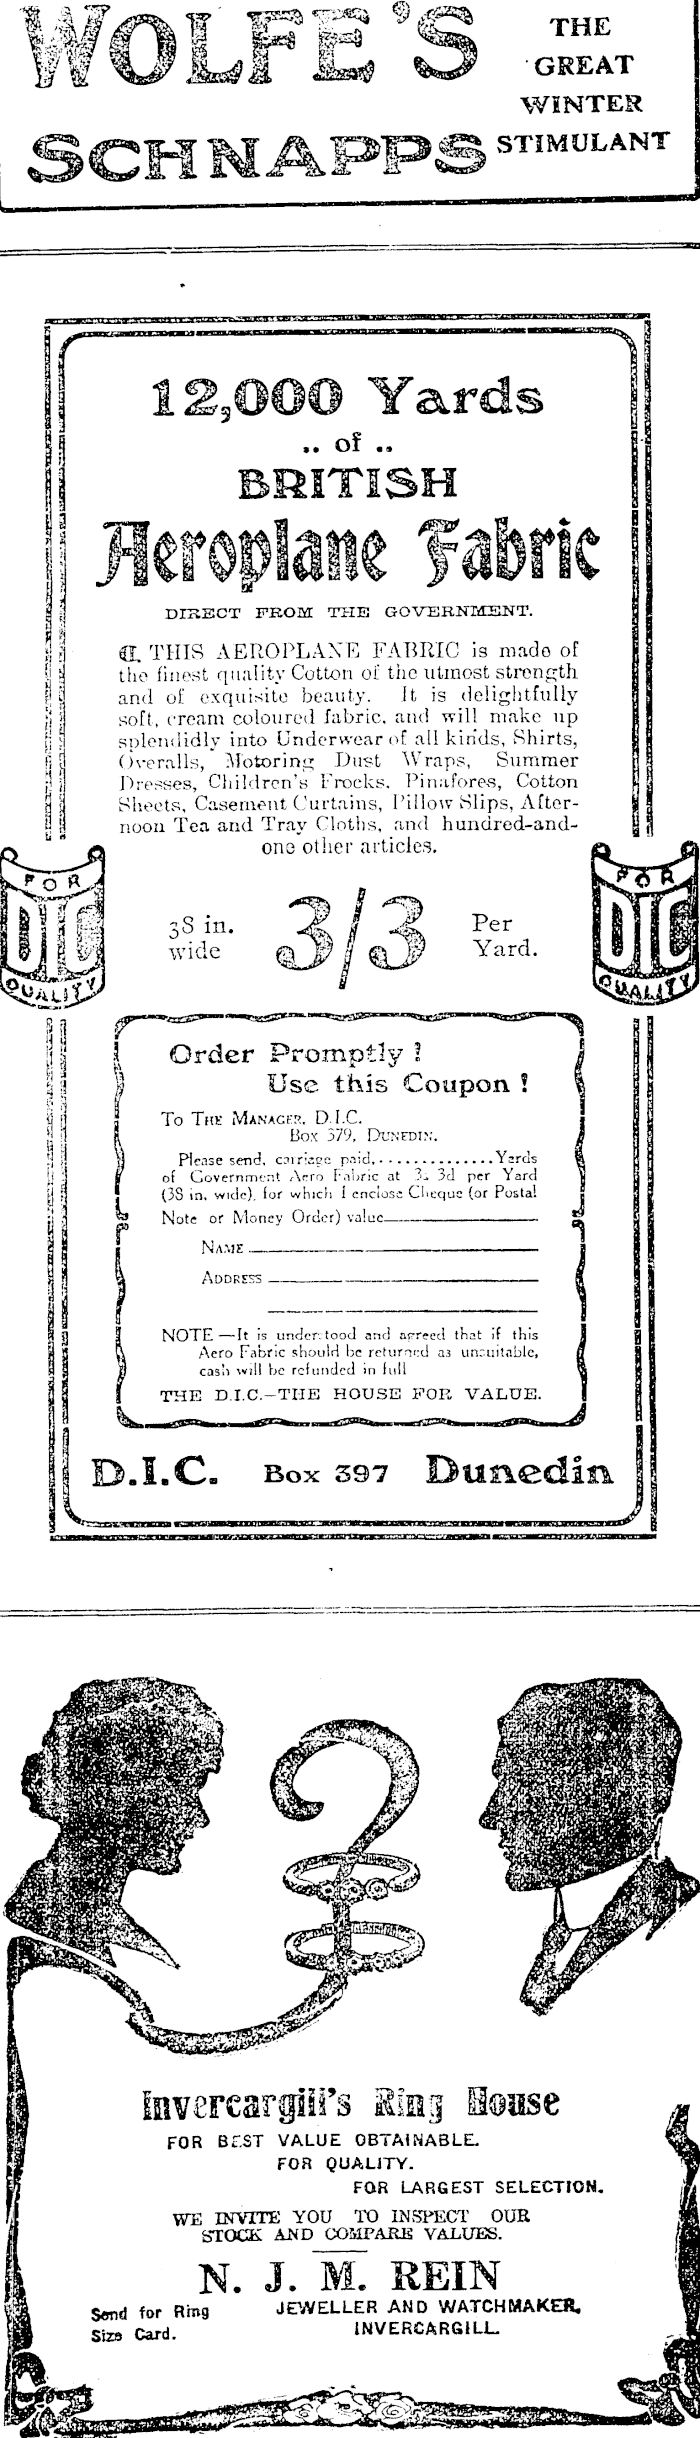 WOLFE'S
SCHNAPPS
THE
GREAT
WINTER
STIMULANT
12,000 Yards
.. of ..
BRITISH
Aeroplane Fabric
DIRECT FROM THE GOVERNMENT.
THIS AEROPLANE FABRIC is made of
the finest quality Cotton of the utmost strength
and of exquisite beauty. It is delightfully
soft, cream coloured fabric, and will make up
splendidly into Underwear of all kinds, Shirts,
Overalls, Motoring Dust Wraps, Summer
Dresses, Children's Frocks, Pinafores, Cotton
Sheets, Casement Curtains, Pillow Slips, After-
noon Tea and Tray Cloths, and hundred-and-
one other articles.
FOR
DIC
QUALITY
38 in.
wide
3/3
Per
Yard.
FOR
DIC
QUALITY
Order Promptly !
Use this Coupon !
To THE MANAGER, D.I.C.
Box 379, DUNEDIN.
Please send, carriage paid,..............Yards
of Government Aero Fabric at 3s 3d per Yard
(38 in. wide), for which I enclose Cheque (or Postal
Note or Money Order) value
NAME
ADDRESS
NOTE —It is understood and agreed that if this
Aero Fabric should be returned as unsuitable,
cash will be refunded in full
THE D.I.C.–THE HOUSE FOR VALUE.
D.I.C. Box 397 Dunedin
Invercargill's Ring House
FOR BEST VALUE OBTAINABLE.
FOR QUALITY.
FOR LARGEST SELECTION.
WE INVITE YOU TO INSPECT OUR
STOCK AND COMPARE VALUES.
N. J. M. REIN
Send for Ring
Size Card.
JEWELLER AND WATCHMAKER,
INVERCARGILL.